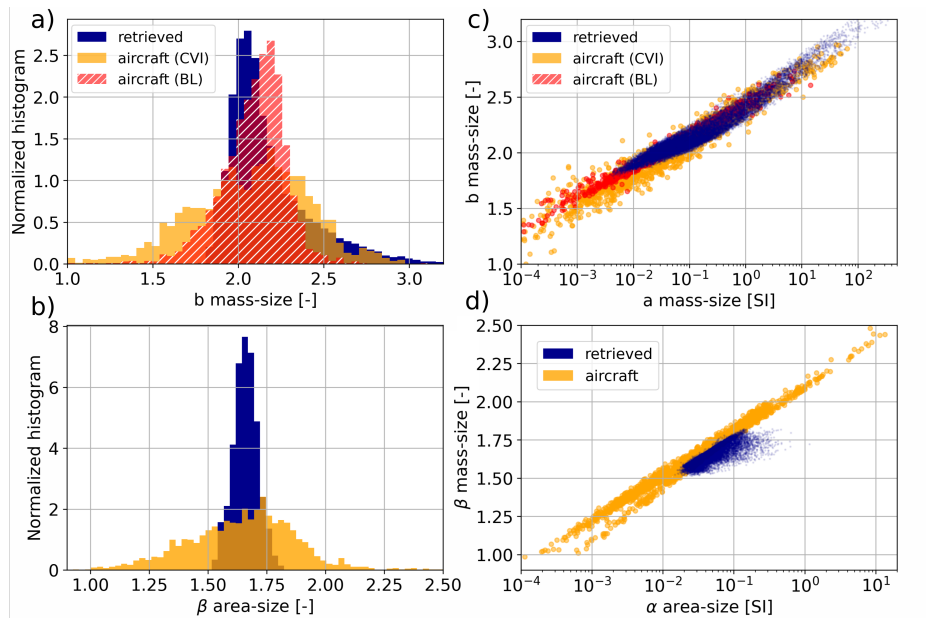 a)
Normalized histogram
2.5
2.0
1.5
1.0
0.5
0.0
retrieved
aircraft (CVI)
aircraft (BL)
1.0 1.5 2.0 2.5 3.0
b mass-size [-]
c)
b mass-size [-]
3.0
2.5
2.0
1.5
1.0
retrieved
aircraft (CVI)
aircraft (BL)
10⁻⁴ 10⁻³ 10⁻² 10⁻¹ 10⁰ 10¹ 10²
a mass-size [SI]
b)
Normalized histogram
8
6
4
2
0
1.00 1.25 1.50 1.75 2.00 2.25 2.50
β area-size [-]
d)
β mass-size [-]
2.50
2.25
2.00
1.75
1.50
1.25
1.00
retrieved
aircraft
10⁻⁴ 10⁻³ 10⁻² 10⁻¹ 10⁰ 10¹
α area-size [SI]